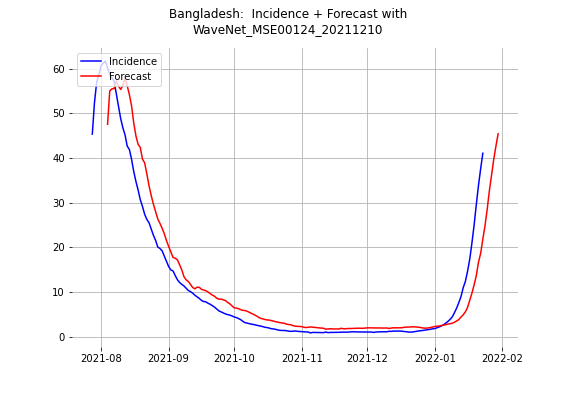 Bangladesh:  Incidence + Forecast with
WaveNet_MSE00124_20211210
Incidence
Forecast
60
50
40
30
20
10
0
2021-08 2021-09 2021-10 2021-11 2021-12 2022-01 2022-02